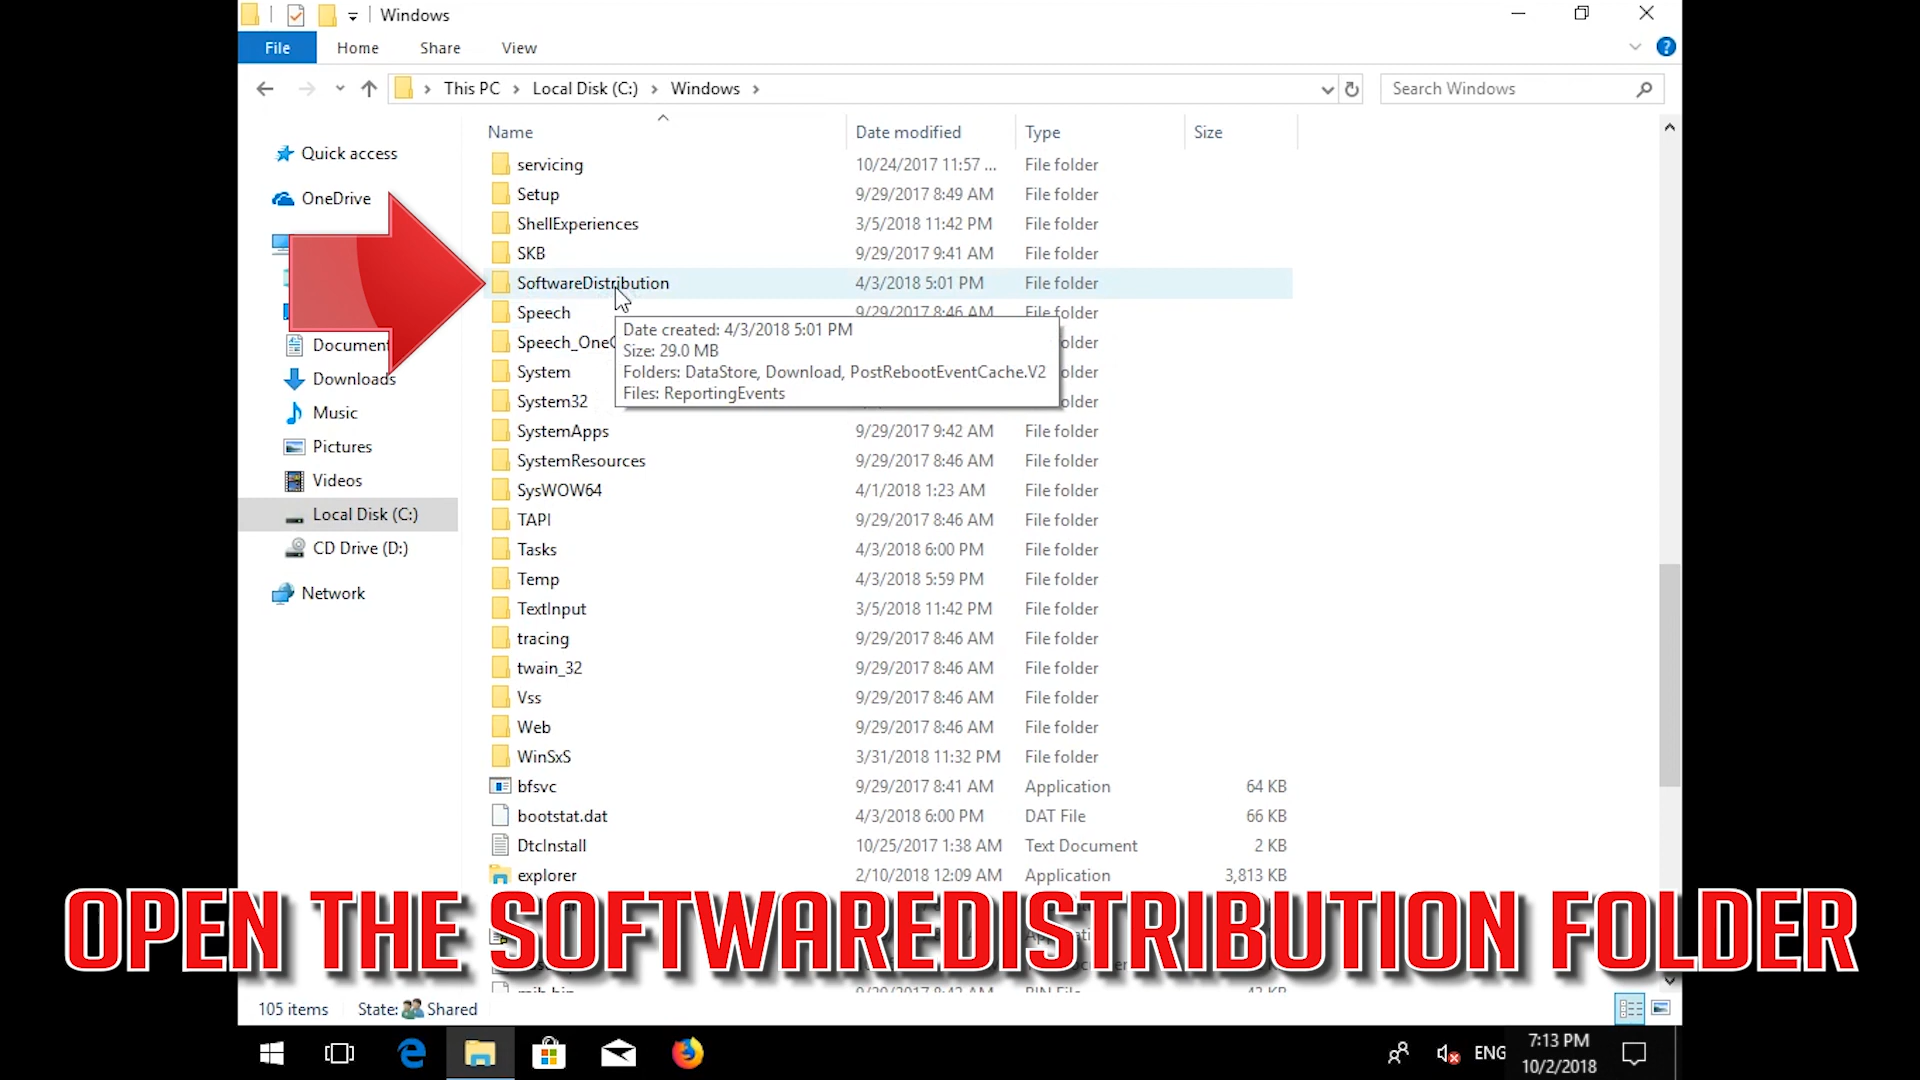 Windows
File Home Share View
This PC Local Disk (C:) Windows
Search Windows
Name Date modified Type Size
Quick access
OneDrive
Document
Downloads
Music
Pictures
Videos
Local Disk (C:)
CD Drive (D:)
Network
servicing 10/24/2017 11:57 ... File folder
Setup 9/29/2017 8:49 AM File folder
ShellExperiences 3/5/2018 11:42 PM File folder
SKB 9/29/2017 9:41 AM File folder
SoftwareDistribution 4/3/2018 5:01 PM File folder
Speech 9/29/2017 8:46 AM File folder
Date created: 4/3/2018 5:01 PM
Size: 29.0 MB
Folders: DataStore, Download, PostRebootEventCache.V2
Files: ReportingEvents
Speech_One older
System
System32 older
SystemApps 9/29/2017 9:42 AM File folder
SystemResources 9/29/2017 8:46 AM File folder
SysWOW64 4/1/2018 1:23 AM File folder
TAPI 9/29/2017 8:46 AM File folder
Tasks 4/3/2018 6:00 PM File folder
Temp 4/3/2018 5:59 PM File folder
TextInput 3/5/2018 11:42 PM File folder
tracing 9/29/2017 8:46 AM File folder
twain_32 9/29/2017 8:46 AM File folder
Vss 9/29/2017 8:46 AM File folder
Web 9/29/2017 8:46 AM File folder
WinSxS 3/31/2018 11:32 PM File folder
bfsvc 9/29/2017 8:41 AM Application 64 KB
bootstat.dat 4/3/2018 6:00 PM DAT File 66 KB
DtcInstall 10/25/2017 1:38 AM Text Document 2 KB
explorer 2/10/2018 12:09 AM Application 3,813 KB
OPEN THE SOFTWAREDISTRIBUTION FOLDER
105 items State: Shared
ENG
7:13 PM
10/2/2018